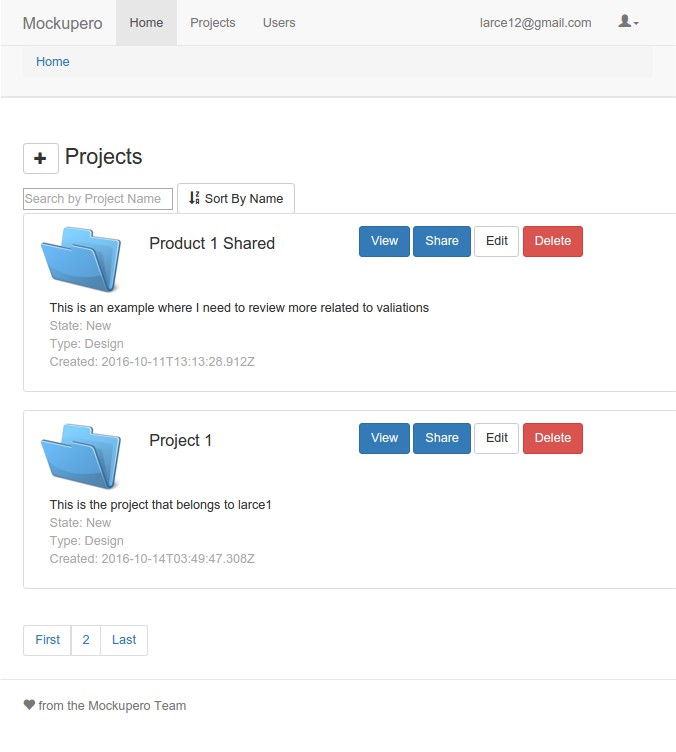 Mockupero Home Projects Users larce12@gmail.com
Home
Projects
Search by Project Name Sort By Name
Product 1 Shared View Share Edit Delete
This is an example where I need to review more related to valiations
State: New
Type: Design
Created: 2016-10-11T13:13:28.912Z
Project 1 View Share Edit Delete
This is the project that belongs to larce1
State: New
Type: Design
Created: 2016-10-14T03:49:47.308Z
First 2 Last
from the Mockupero Team